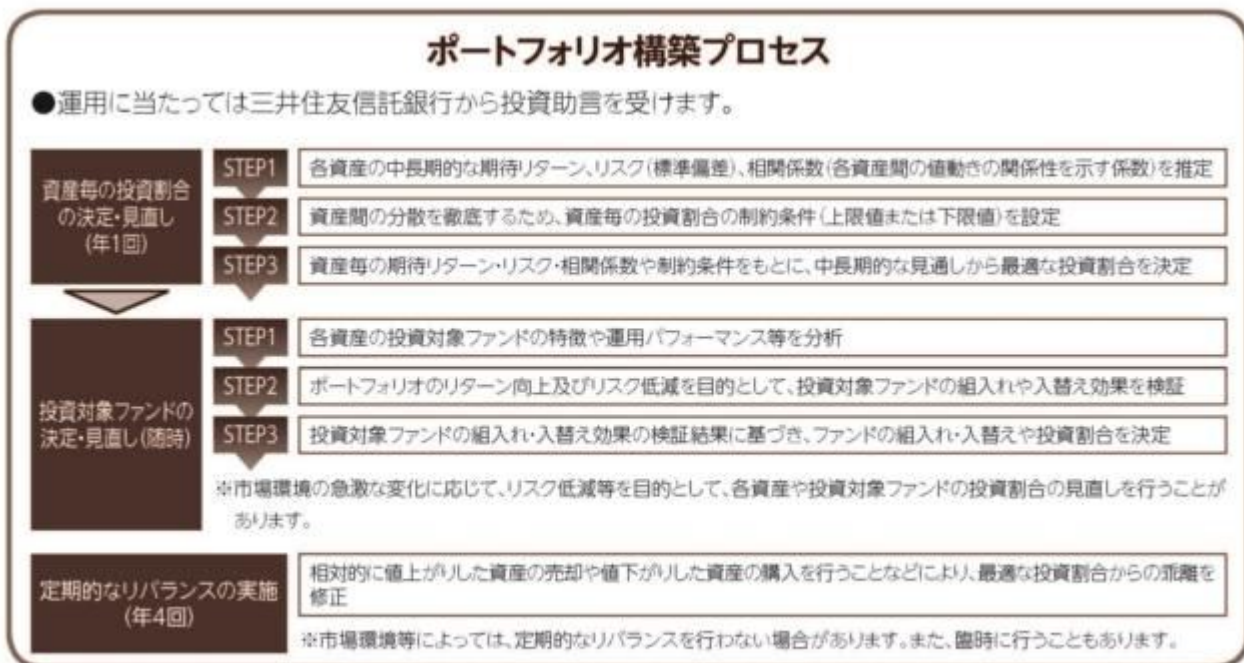 ポートフォリオ構築プロセス
●運用に当たっては三井住友信託銀行から投資助言を受けます。
資産毎の投資割合
の決定・見直し
(年1回)
STEP1
各資産の中長期的な期待リターン、リスク(標準偏差)、相関係数(各資産間の値動きの関係性を示す係数)を推定
STEP2
資産間の分散を徹底するため、資産毎の投資割合の制約条件(上限値または下限値)を設定
STEP3
資産毎の期待リターン・リスク・相関係数や制約条件をもとに、中長期的な見通しから最適な投資割合を決定
投資対象ファンドの
決定・見直し(随時)
STEP1
各資産の投資対象ファンドの特徴や運用パフォーマンス等を分析
STEP2
ポートフォリオのリターン向上及びリスク低減を目的として、投資対象ファンドの組入れや入替え効果を検証
STEP3
投資対象ファンドの組入れ・入替え効果の検証結果に基づき、ファンドの組入れ・入替えや投資割合を決定
※市場環境の急激な変化に応じて、リスク低減等を目的として、各資産や投資対象ファンドの投資割合の見直しを行うことが
あります。
定期的なリバランスの実施
(年4回)
相対的に値上がりした資産の売却や値下がりした資産の購入を行うことなどにより、最適な投資割合からの乖離を
修正
※市場環境等によっては、定期的なリバランスを行わない場合があります。また、臨時に行うこともあります。